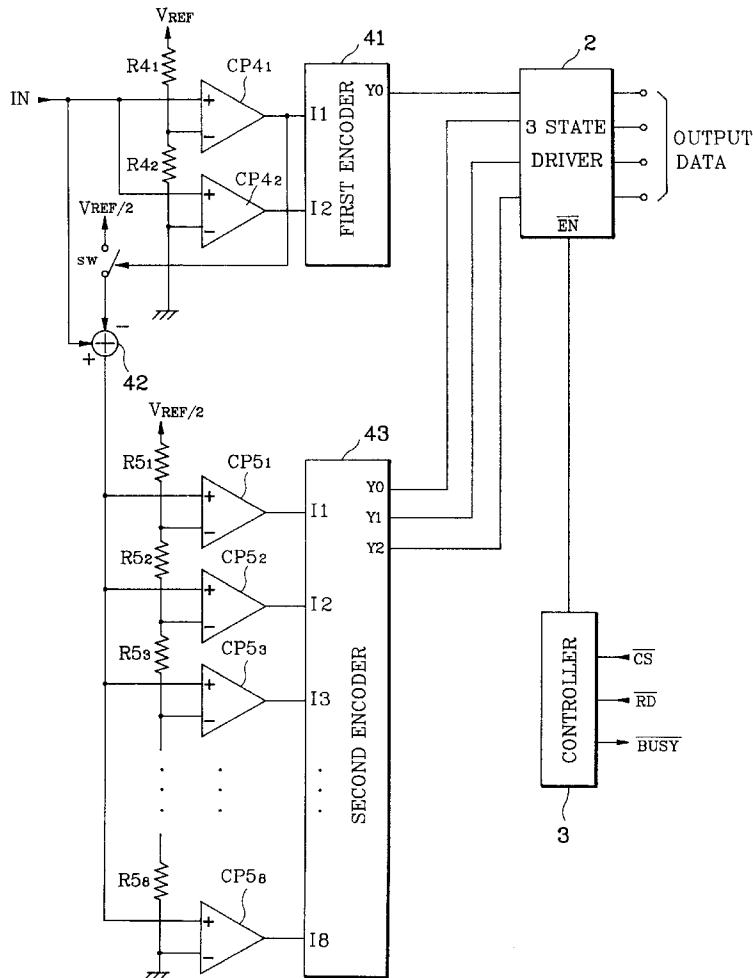 VREF
41
2
R41
CP41
IN
I1
Y0
FIRST ENCODER
3 STATE
DRIVER
OUTPUT
DATA
R42
CP42
I2
EN
VREF/2
SW
42
VREF/2
43
R51
CP51
I1
Y0
Y1
Y2
R52
CP52
I2
R53
CP53
I3
SECOND ENCODER
CONTROLLER
CS
RD
BUSY
3
R58
CP58
I8